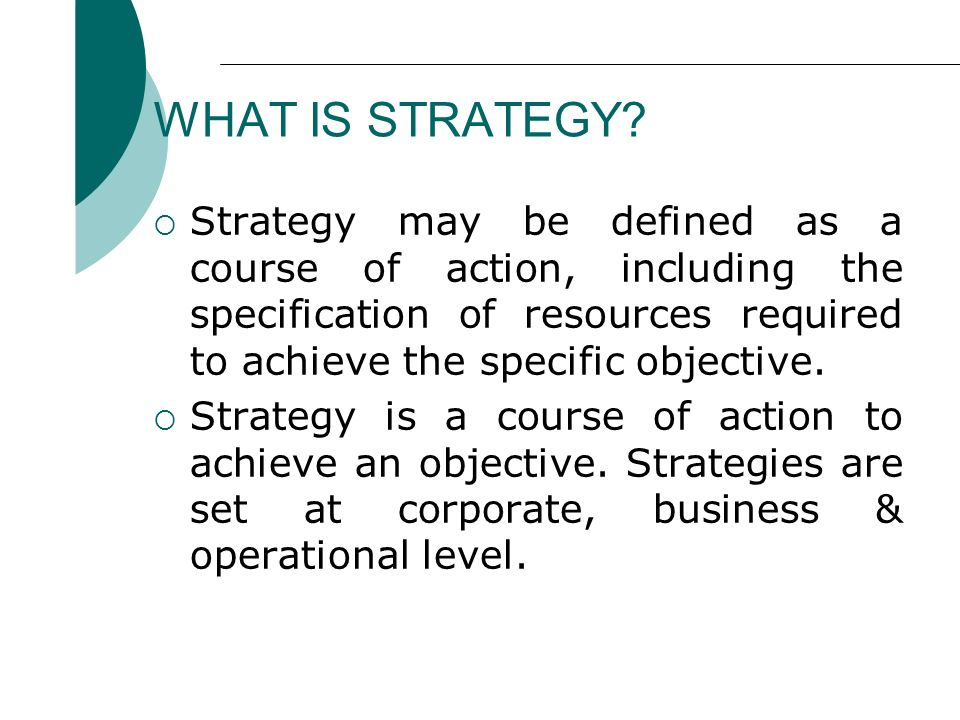 WHAT IS STRATEGY?
Strategy may be defined as a
course of action, including the
specification of resources required
to achieve the specific objective.
Strategy is a course of action to
achieve an objective. Strategies are
set at corporate, business &
operational level.